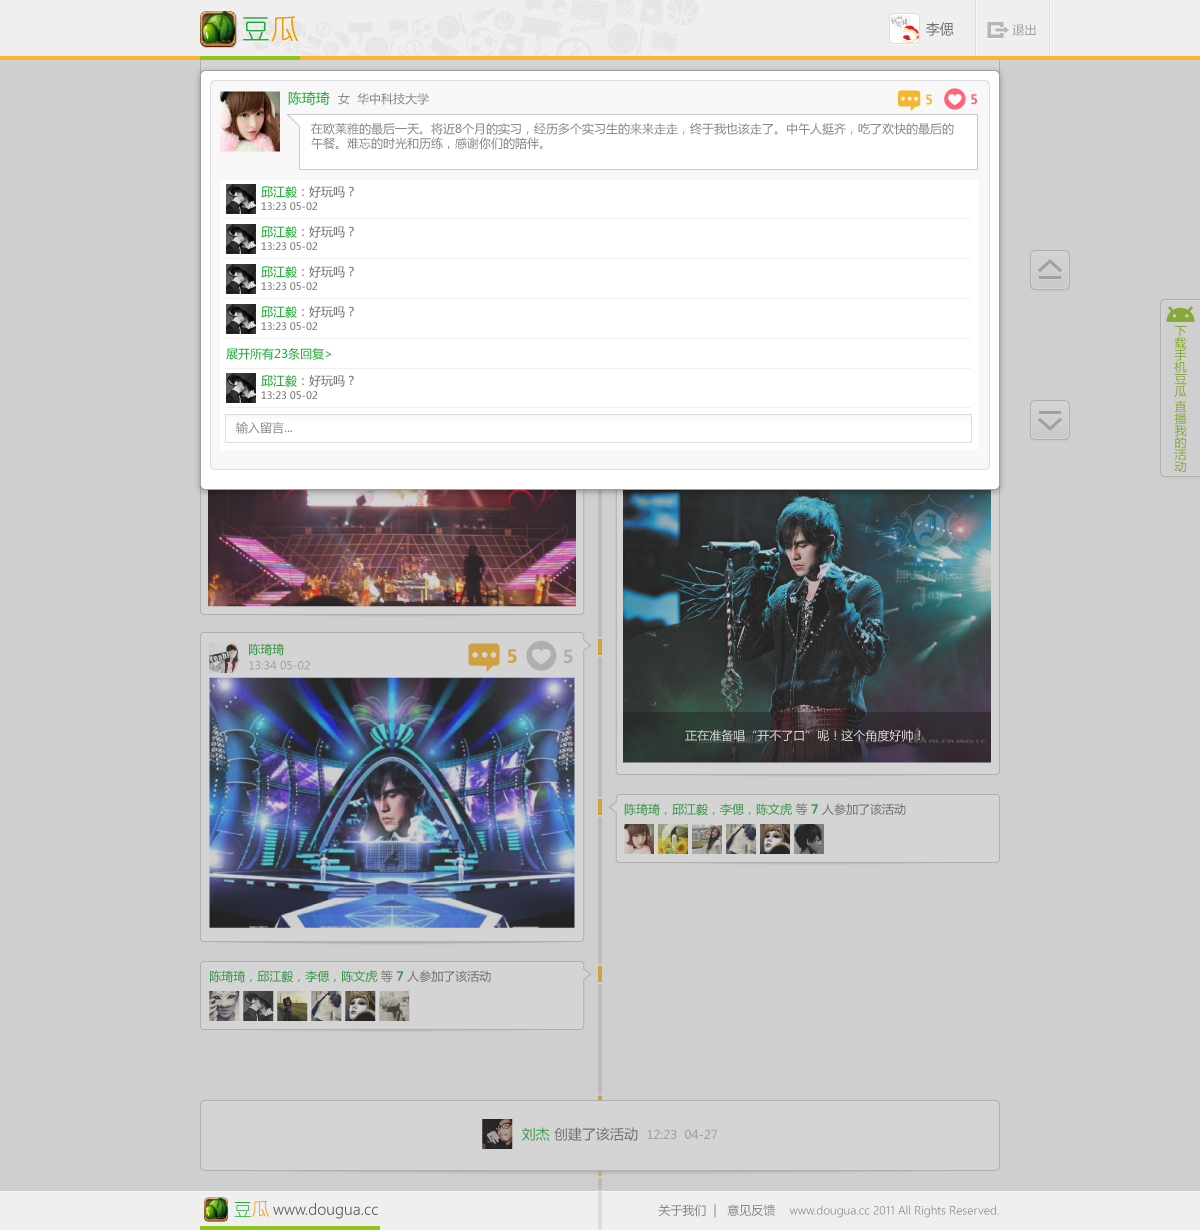 豆瓜
李偲
退出
陈琦琦 女 华中科技大学
5
5
在欧莱雅的最后一天。将近8个月的实习，经历多个实习生的来来走走，终于我也该走了。中午人挺齐，吃了欢快的最后的
午餐。难忘的时光和历练，感谢你们的陪伴。
邱江毅：好玩吗？
13:23 05-02
邱江毅：好玩吗？
13:23 05-02
邱江毅：好玩吗？
13:23 05-02
邱江毅：好玩吗？
13:23 05-02
展开所有23条回复>
邱江毅：好玩吗？
13:23 05-02
输入留言...
下载手机豆瓜 直播我的活动
陈琦琦
13:34 05-02
5
5
正在准备唱“开不了口”呢！这个角度好帅！
陈琦琦，邱江毅，李偲，陈文虎 等 7 人参加了该活动
陈琦琦，邱江毅，李偲，陈文虎 等 7 人参加了该活动
刘杰 创建了该活动 12:23 04-27
豆瓜 www.dougua.cc
关于我们 | 意见反馈 www.dougua.cc 2011 All Rights Reserved.